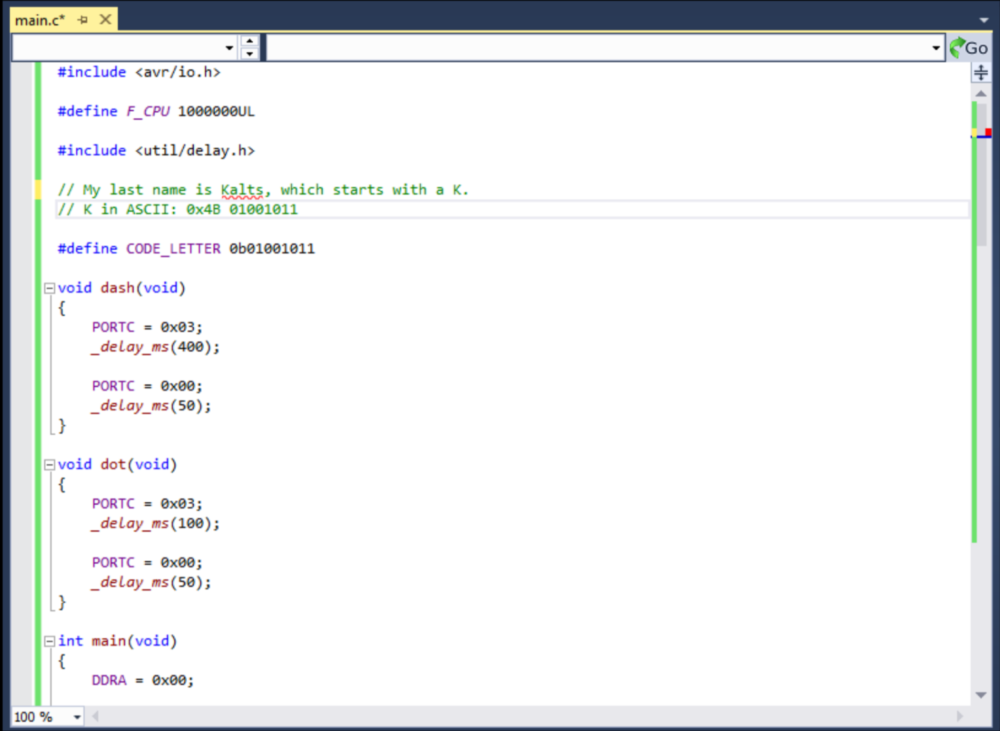 main.c*
Go
#include <avr/io.h>
#define F_CPU 1000000UL
#include <util/delay.h>
// My last name is Kalts, which starts with a K.
// K in ASCII: 0x4B 01001011
#define CODE_LETTER 0b01001011
void dash(void)
{
PORTC = 0x03;
_delay_ms(400);
PORTC = 0x00;
_delay_ms(50);
}
void dot(void)
{
PORTC = 0x03;
_delay_ms(100);
PORTC = 0x00;
_delay_ms(50);
}
int main(void)
{
DDRA = 0x00;
100 %